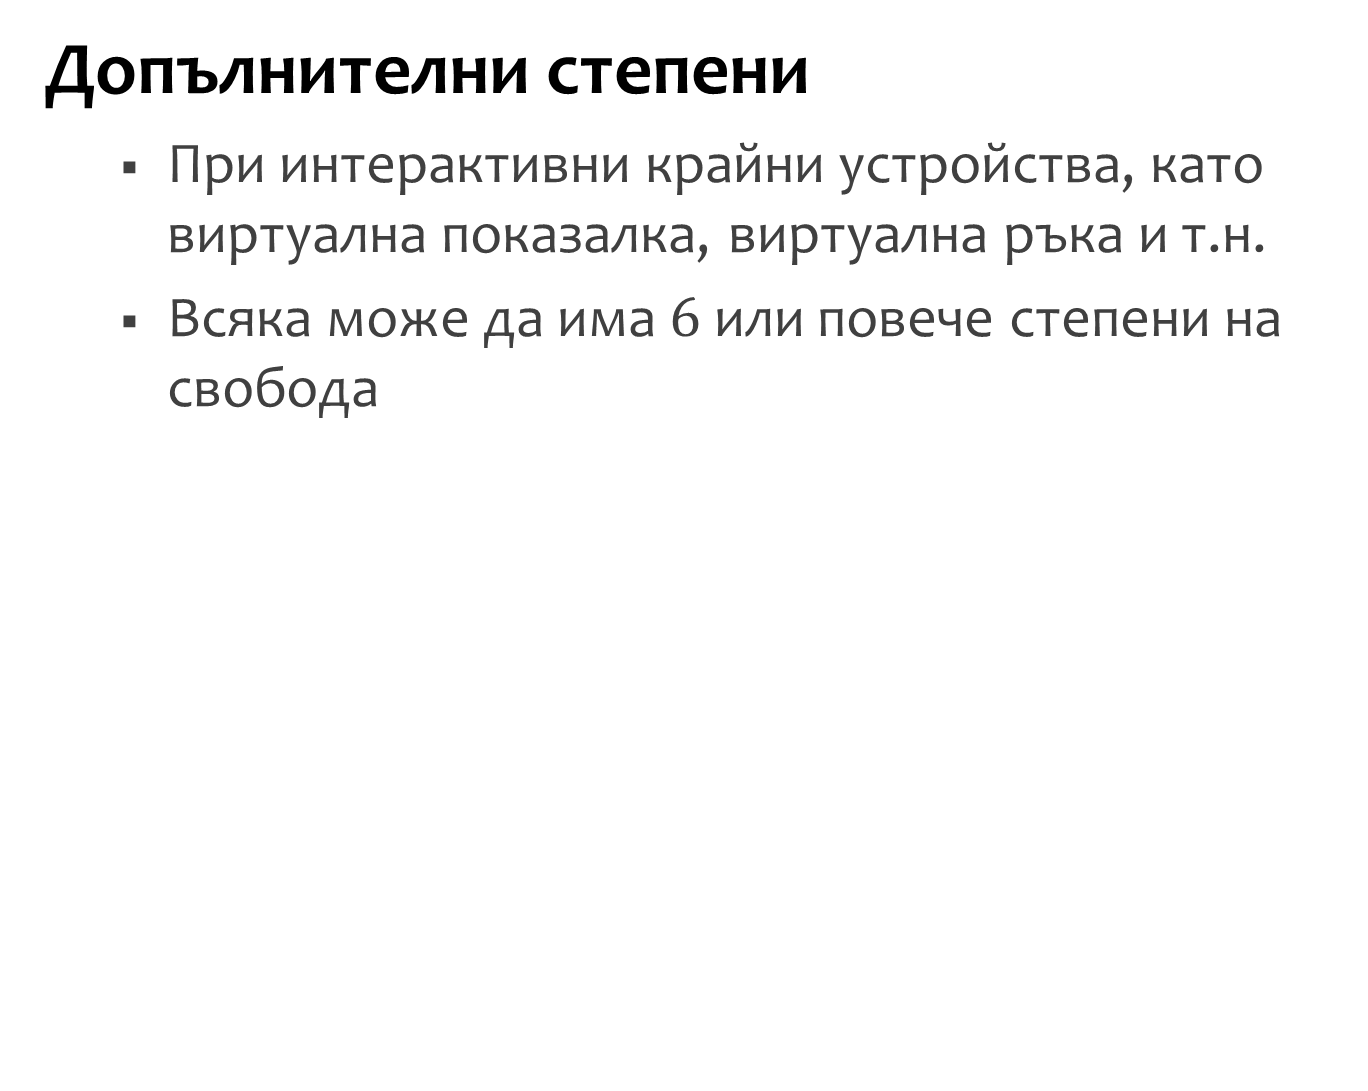 Допълнителни степени
▪ При интерактивни крайни устройства, като
виртуална показалка, виртуална ръка и т.н.
▪ Всяка може да има 6 или повече степени на
свобода